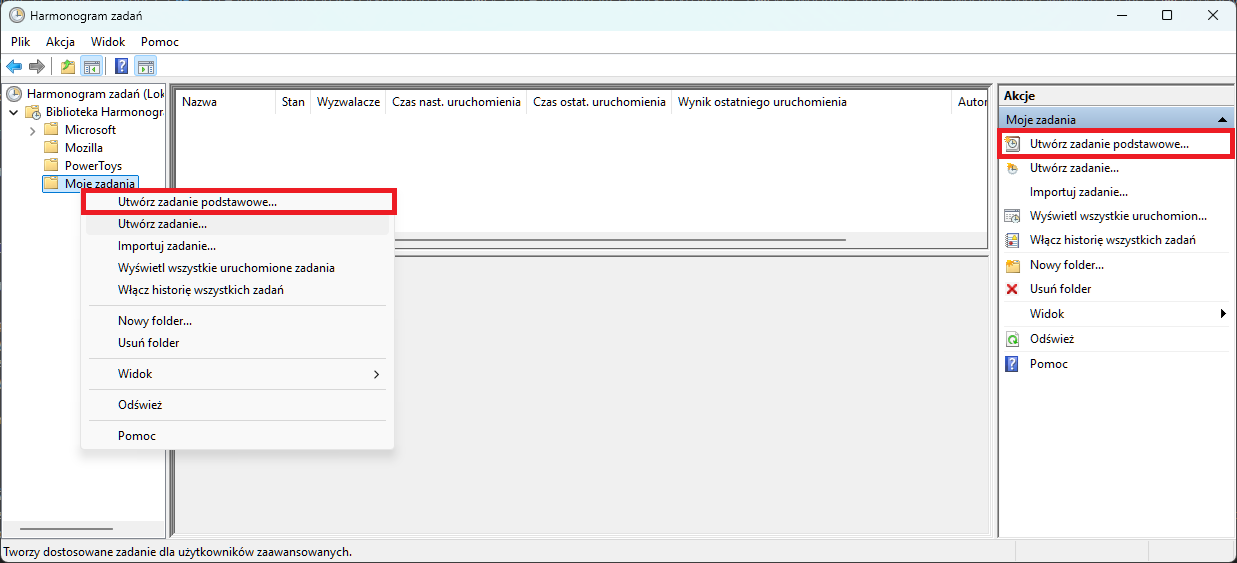 Harmonogram zadań
Plik Akcja Widok Pomoc
Harmonogram zadań (Lok
Biblioteka Harmonogra
Microsoft
Mozilla
PowerToys
Moje zadania
Utwórz zadanie podstawowe...
Utwórz zadanie...
Importuj zadanie...
Wyświetl wszystkie uruchomione zadania
Włącz historię wszystkich zadań
Nowy folder...
Usuń folder
Widok
Odśwież
Pomoc
Nazwa Stan Wyzwalacze Czas nast. uruchomienia Czas ostat. uruchomienia Wynik ostatniego uruchomienia Autor
Akcje
Moje zadania
Utwórz zadanie podstawowe...
Utwórz zadanie...
Importuj zadanie...
Wyświetl wszystkie uruchomion...
Włącz historię wszystkich zadań
Nowy folder...
Usuń folder
Widok
Odśwież
Pomoc
Tworzy dostosowane zadanie dla użytkowników zaawansowanych.